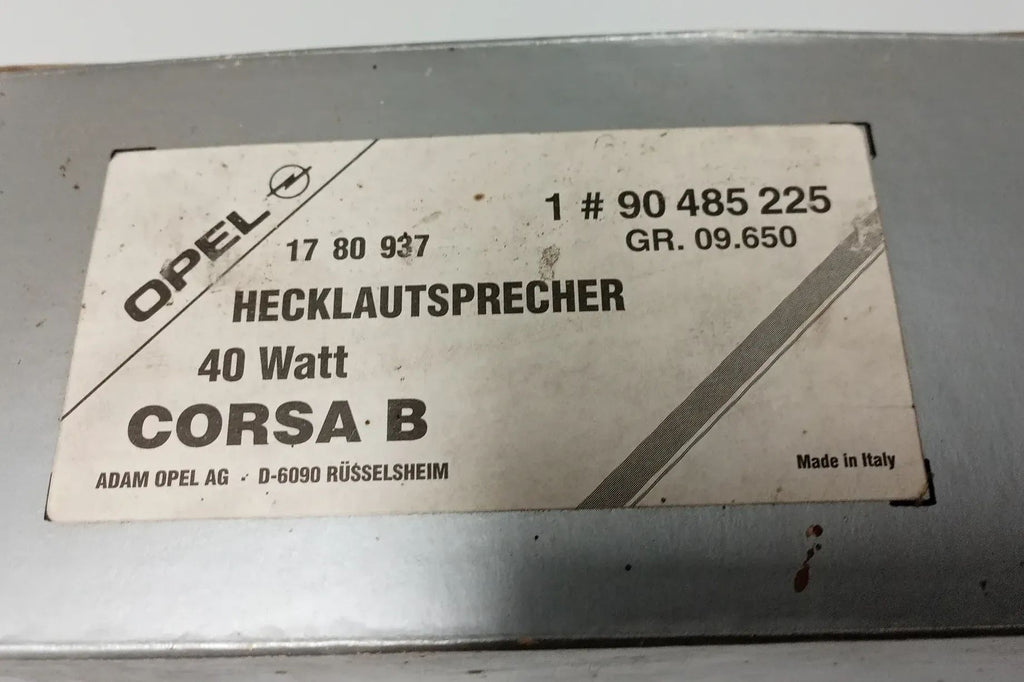 OPEL
1 # 90 485 225
GR. 09.650
17 80 937
HECKLAUTSPRECHER
40 Watt
CORSA B
ADAM OPEL AG - D-6090 RÜSSELSHEIM
Made in Italy